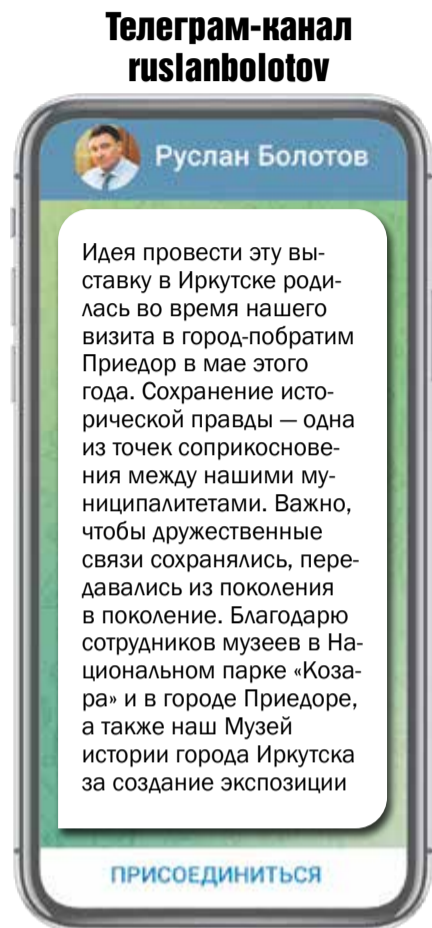 Телеграм-канал
ruslanbolotov
Руслан Болотов
Идея провести эту вы-
ставку в Иркутске роди-
лась во время нашего
визита в город-побратим
Приедор в мае этого
года. Сохранение исто-
рической правды — одна
из точек соприкоснове-
ния между нашими му-
ниципалитетами. Важно,
чтобы дружественные
связи сохранялись, пере-
давались из поколения
в поколение. Благодарю
сотрудников музеев в На-
циональном парке «Коза-
ра» и в городе Приедоре,
а также наш Музей
истории города Иркутска
за создание экспозиции
ПРИСОЕДИНИТЬСЯ